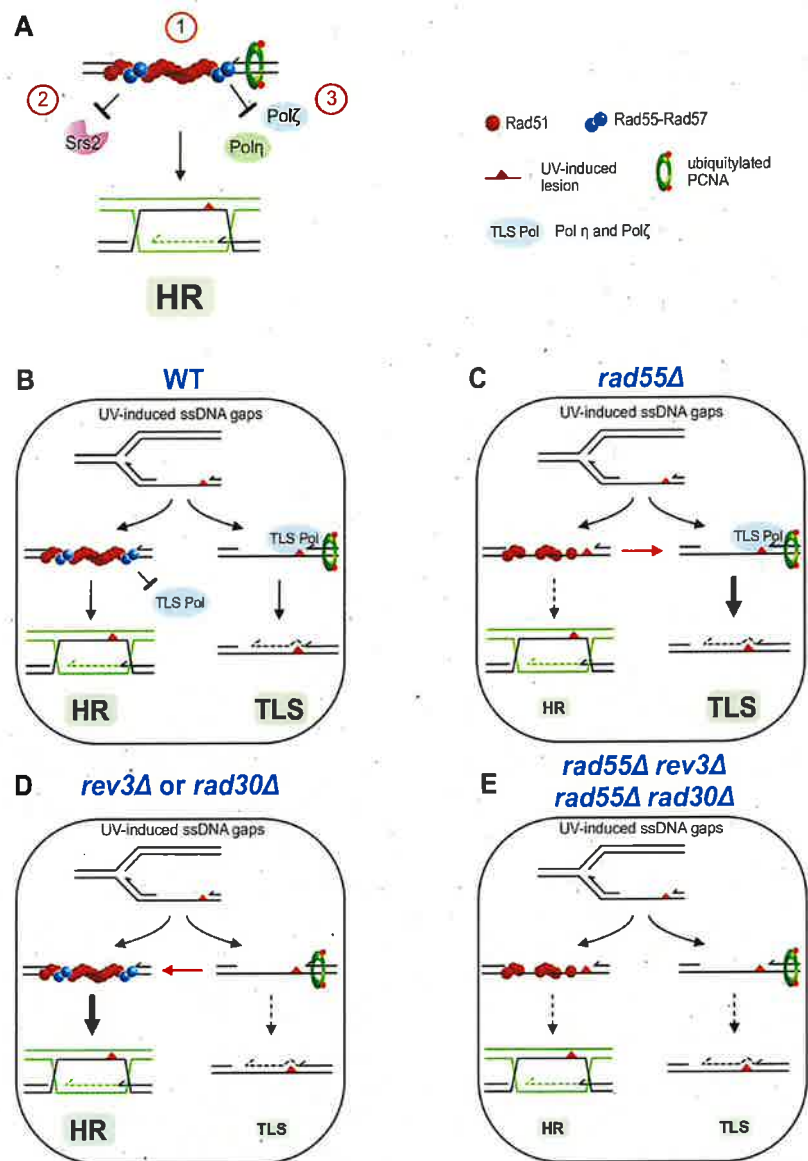 A
1
2
3
Srs2
Polζ
Polη
HR
Rad51
Rad55-Rad57
UV-induced
lesion
ubiquitylated
PCNA
TLS Pol
Pol η and Polζ
B
WT
UV-induced ssDNA gaps
TLS Pol
TLS Pol
HR
TLS
C
rad55Δ
UV-induced ssDNA gaps
TLS Pol
HR
TLS
D
rev3Δ or rad30Δ
UV-induced ssDNA gaps
HR
TLS
E
rad55Δ rev3Δ
rad55Δ rad30Δ
UV-induced ssDNA gaps
HR
TLS